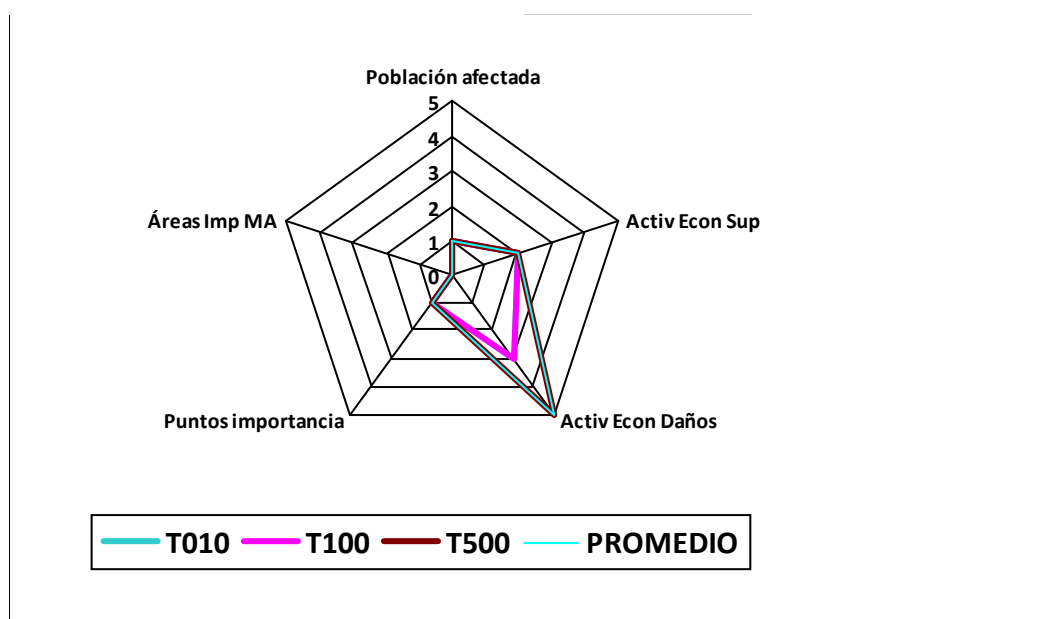 Población afectada
5
4
3
2
1
0
Áreas Imp MA
Activ Econ Sup
Puntos importancia
Activ Econ Daños
T010 T100 T500 PROMEDIO